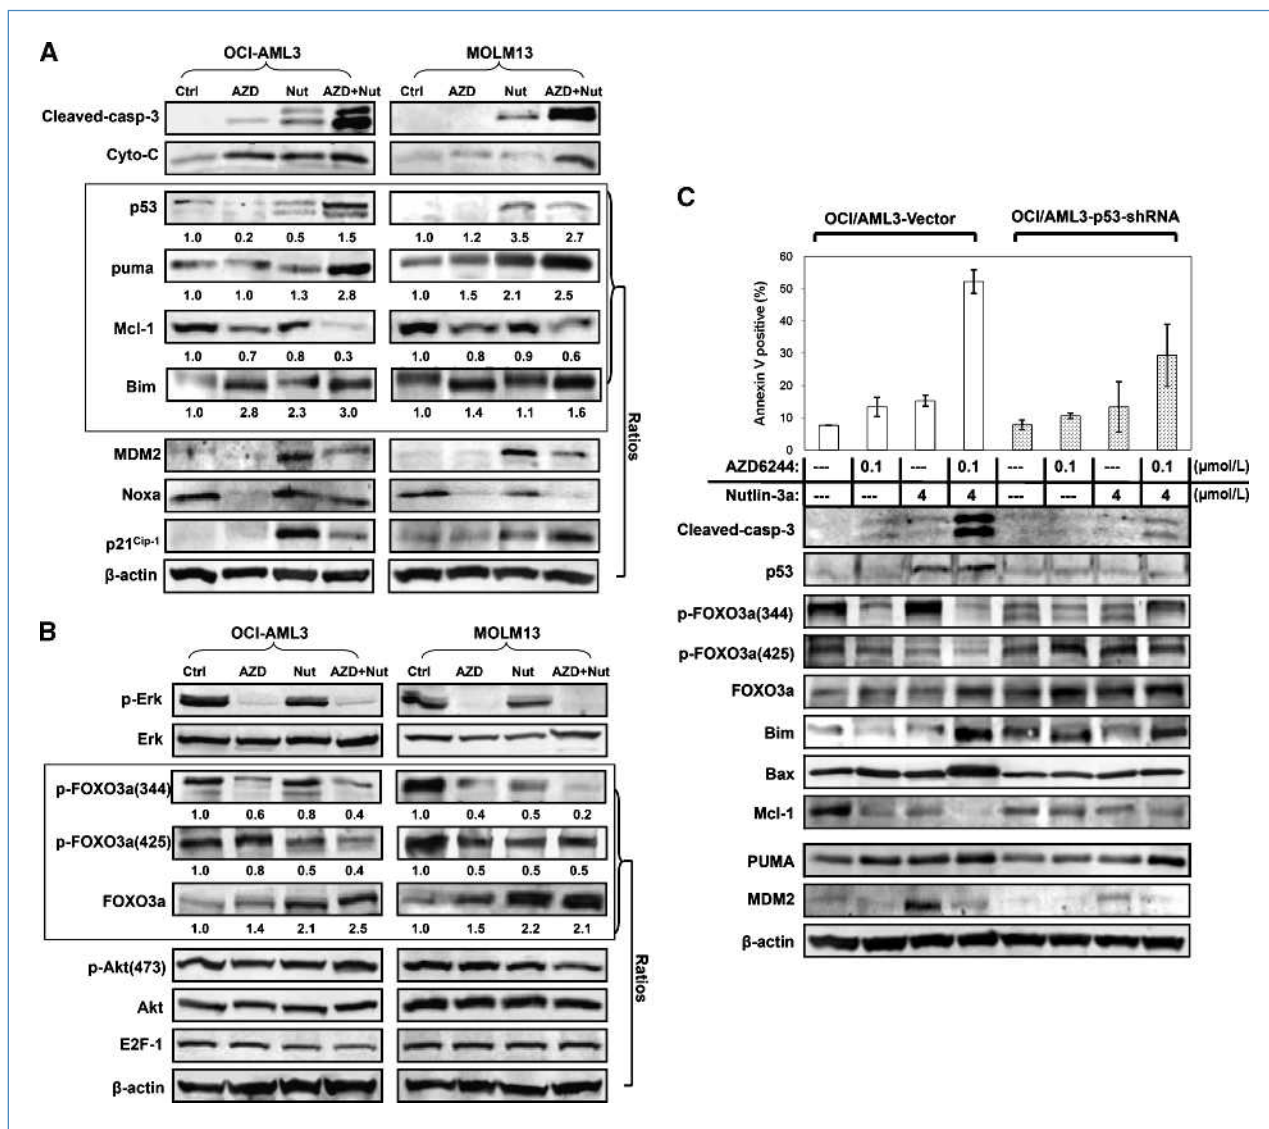 A
OCI-AML3 MOLM13
Ctrl AZD Nut AZD+Nut Ctrl AZD Nut AZD+Nut
Cleaved-casp-3
Cyto-C
p53
1.0 0.2 0.5 1.5 1.0 1.2 3.5 2.7
puma
1.0 1.0 1.3 2.8 1.0 1.5 2.1 2.5
Mcl-1
1.0 0.7 0.8 0.3 1.0 0.8 0.9 0.6
Bim
1.0 2.8 2.3 3.0 1.0 1.4 1.1 1.6
Ratios
MDM2
Noxa
p21Cip-1
β-actin
B
OCI-AML3 MOLM13
Ctrl AZD Nut AZD+Nut Ctrl AZD Nut AZD+Nut
p-Erk
Erk
p-FOXO3a(344)
1.0 0.6 0.8 0.4 1.0 0.4 0.5 0.2
p-FOXO3a(425)
1.0 0.8 0.5 0.4 1.0 0.5 0.5 0.5
FOXO3a
1.0 1.4 2.1 2.5 1.0 1.5 2.2 2.1
Ratios
p-Akt(473)
Akt
E2F-1
β-actin
C
OCI/AML3-Vector OCI/AML3-p53-shRNA
Annexin V positive (%)
60
50
40
30
20
10
0
AZD6244: --- 0.1 --- 0.1 --- 0.1 --- 0.1 (µmol/L)
Nutlin-3a: --- --- 4 4 --- --- 4 4 (µmol/L)
Cleaved-casp-3
p53
p-FOXO3a(344)
p-FOXO3a(425)
FOXO3a
Bim
Bax
Mcl-1
PUMA
MDM2
β-actin